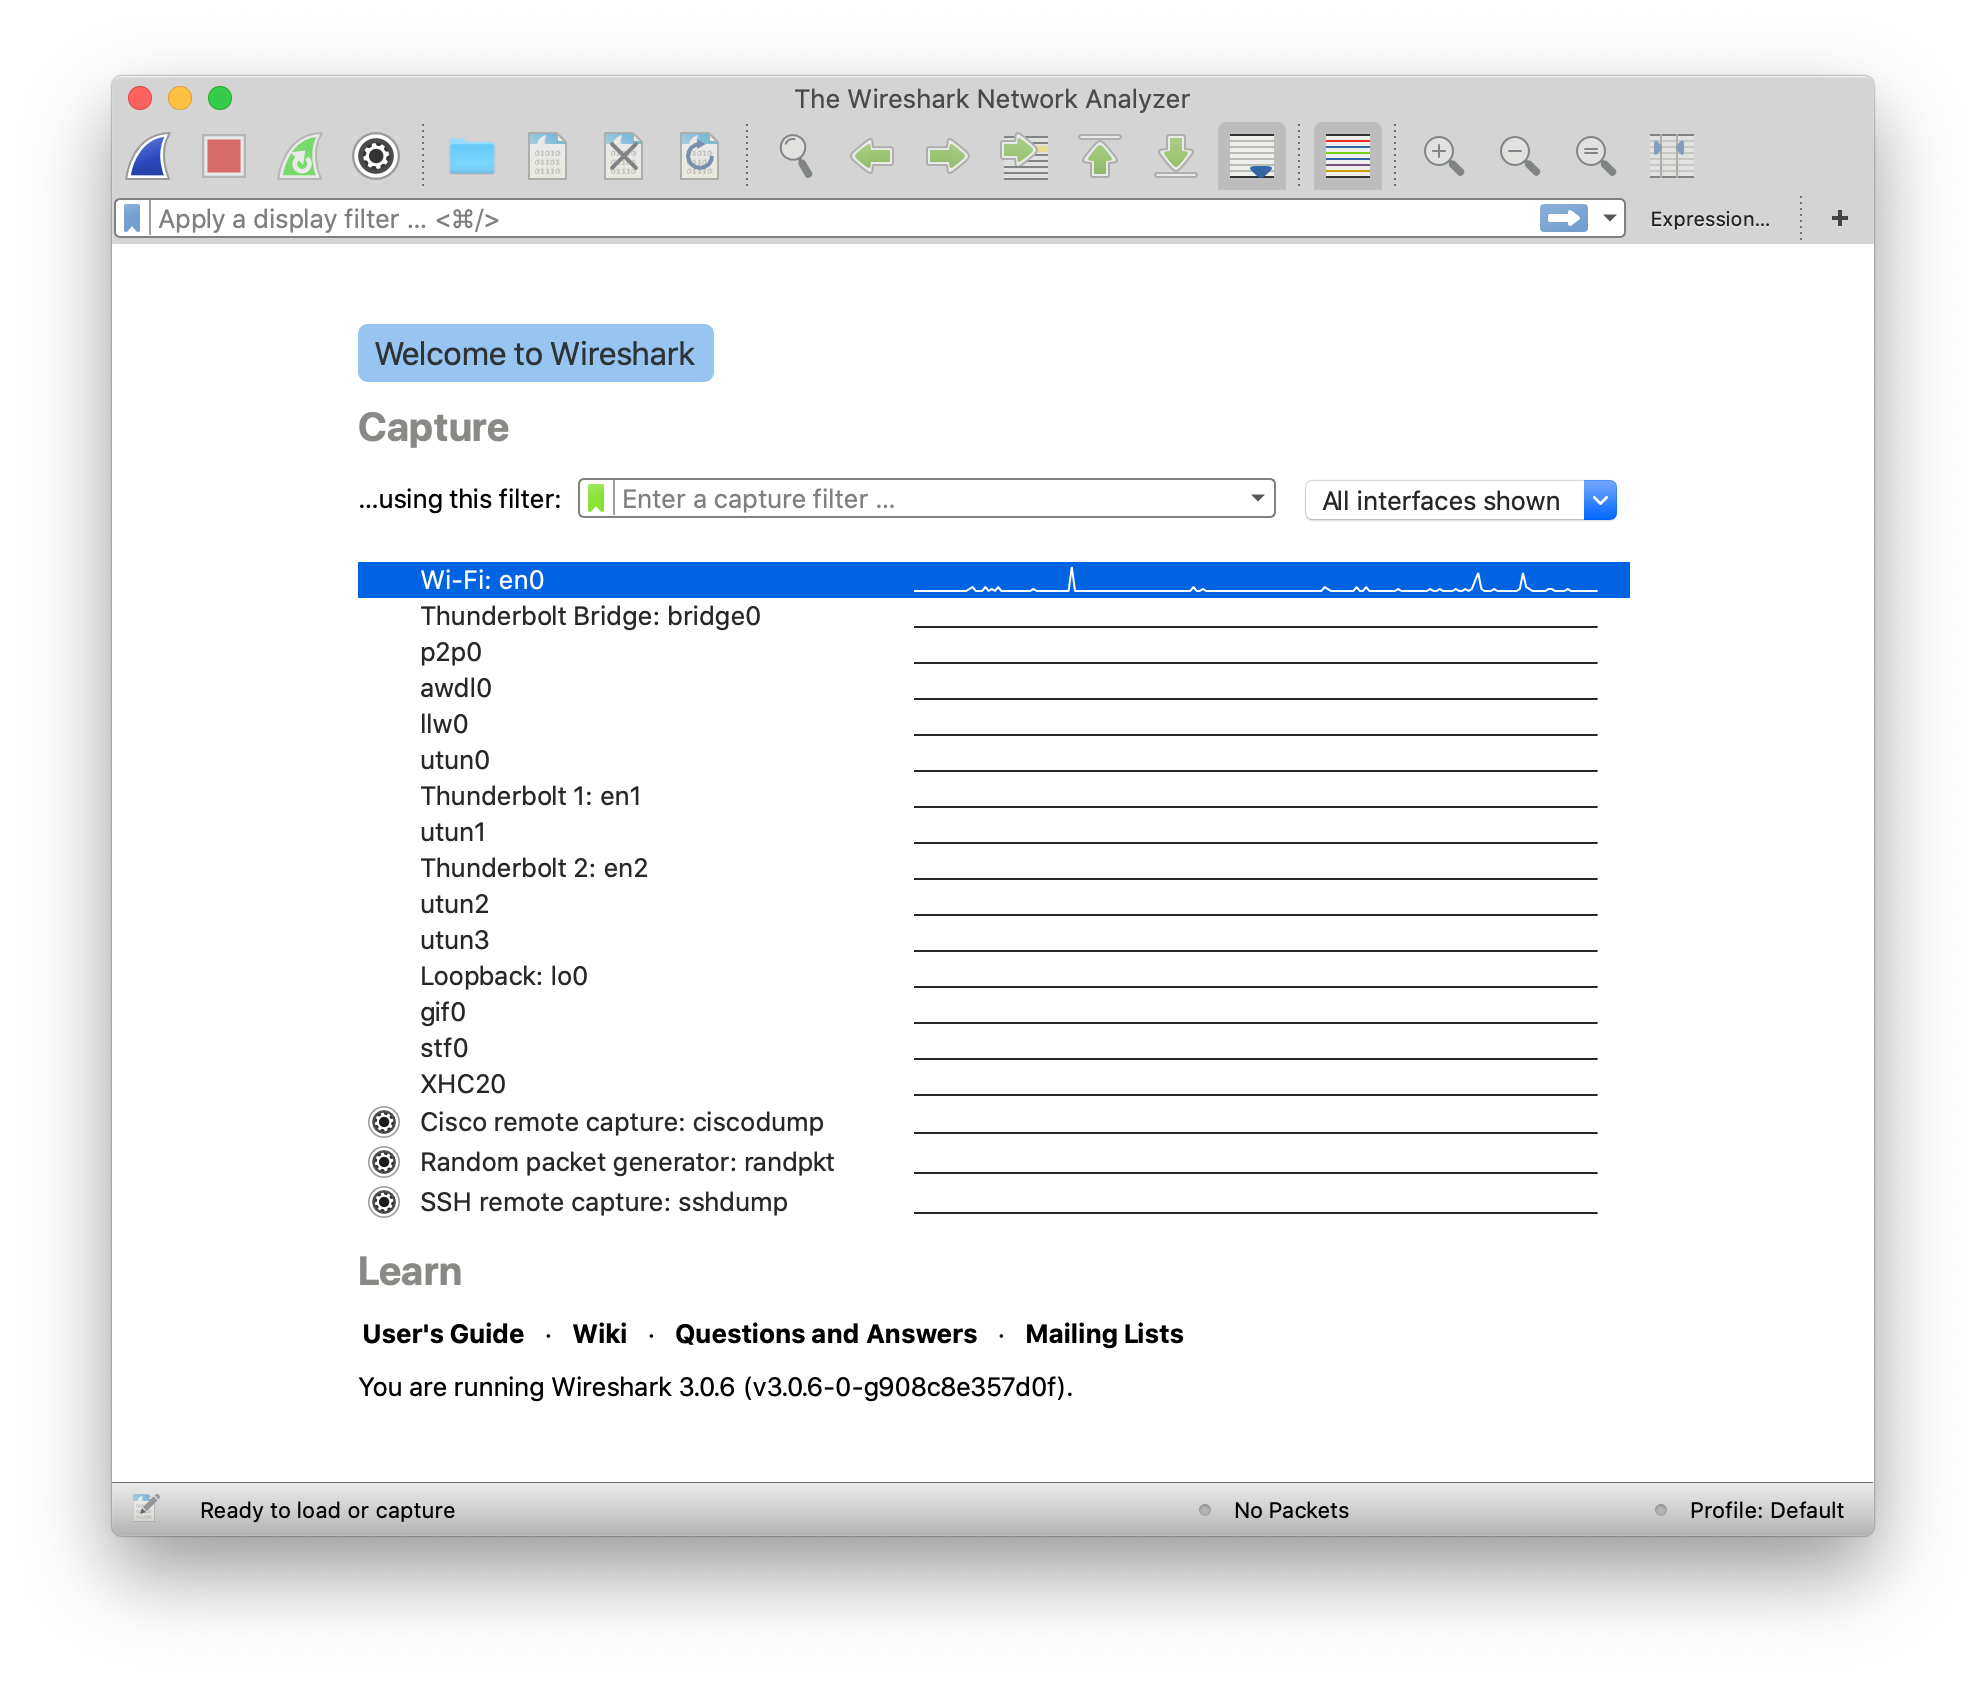 The Wireshark Network Analyzer
Apply a display filter ... <⌘/>
Expression...
+
Welcome to Wireshark
Capture
...using this filter:
Enter a capture filter ...
All interfaces shown
Wi-Fi: en0
Thunderbolt Bridge: bridge0
p2p0
awdl0
llw0
utun0
Thunderbolt 1: en1
utun1
Thunderbolt 2: en2
utun2
utun3
Loopback: lo0
gif0
stf0
XHC20
Cisco remote capture: ciscodump
Random packet generator: randpkt
SSH remote capture: sshdump
Learn
User's Guide · Wiki · Questions and Answers · Mailing Lists
You are running Wireshark 3.0.6 (v3.0.6-0-g908c8e357d0f).
Ready to load or capture
No Packets
Profile: Default